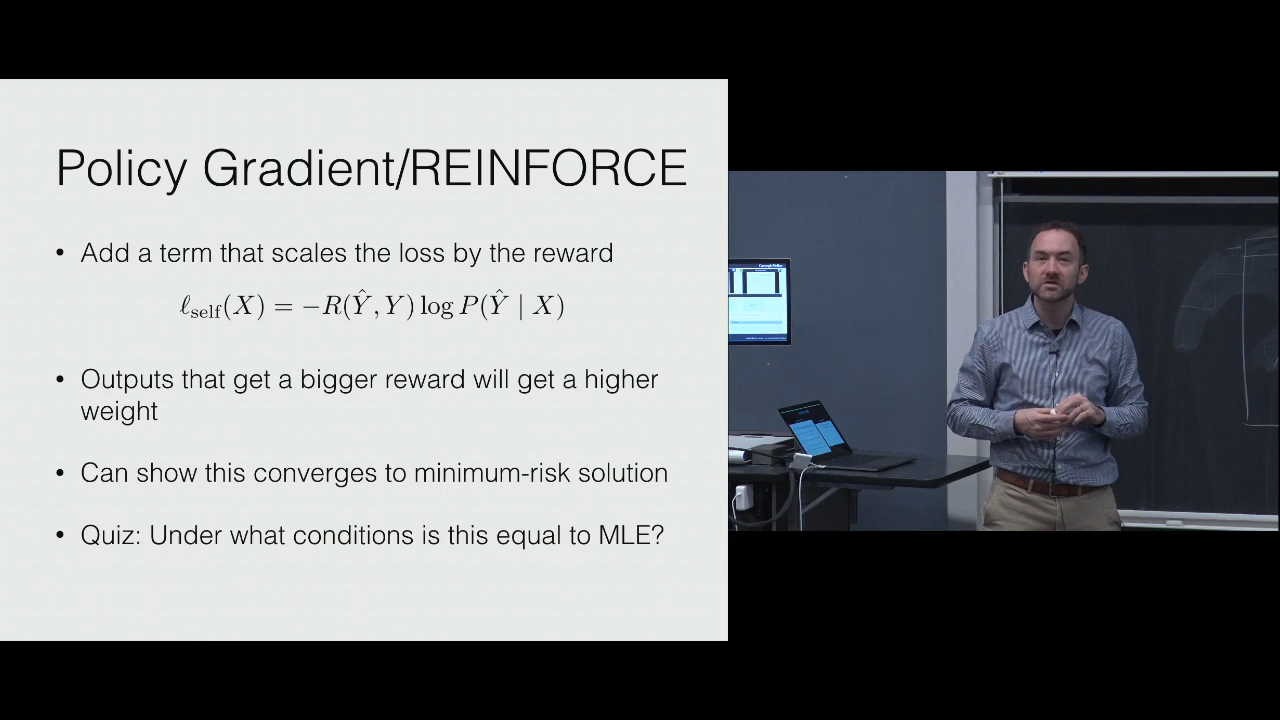 Policy Gradient/REINFORCE
• Add a term that scales the loss by the reward
ℓ_self(X) = −R(Ŷ, Y) log P(Ŷ | X)
• Outputs that get a bigger reward will get a higher
weight
• Can show this converges to minimum-risk solution
• Quiz: Under what conditions is this equal to MLE?